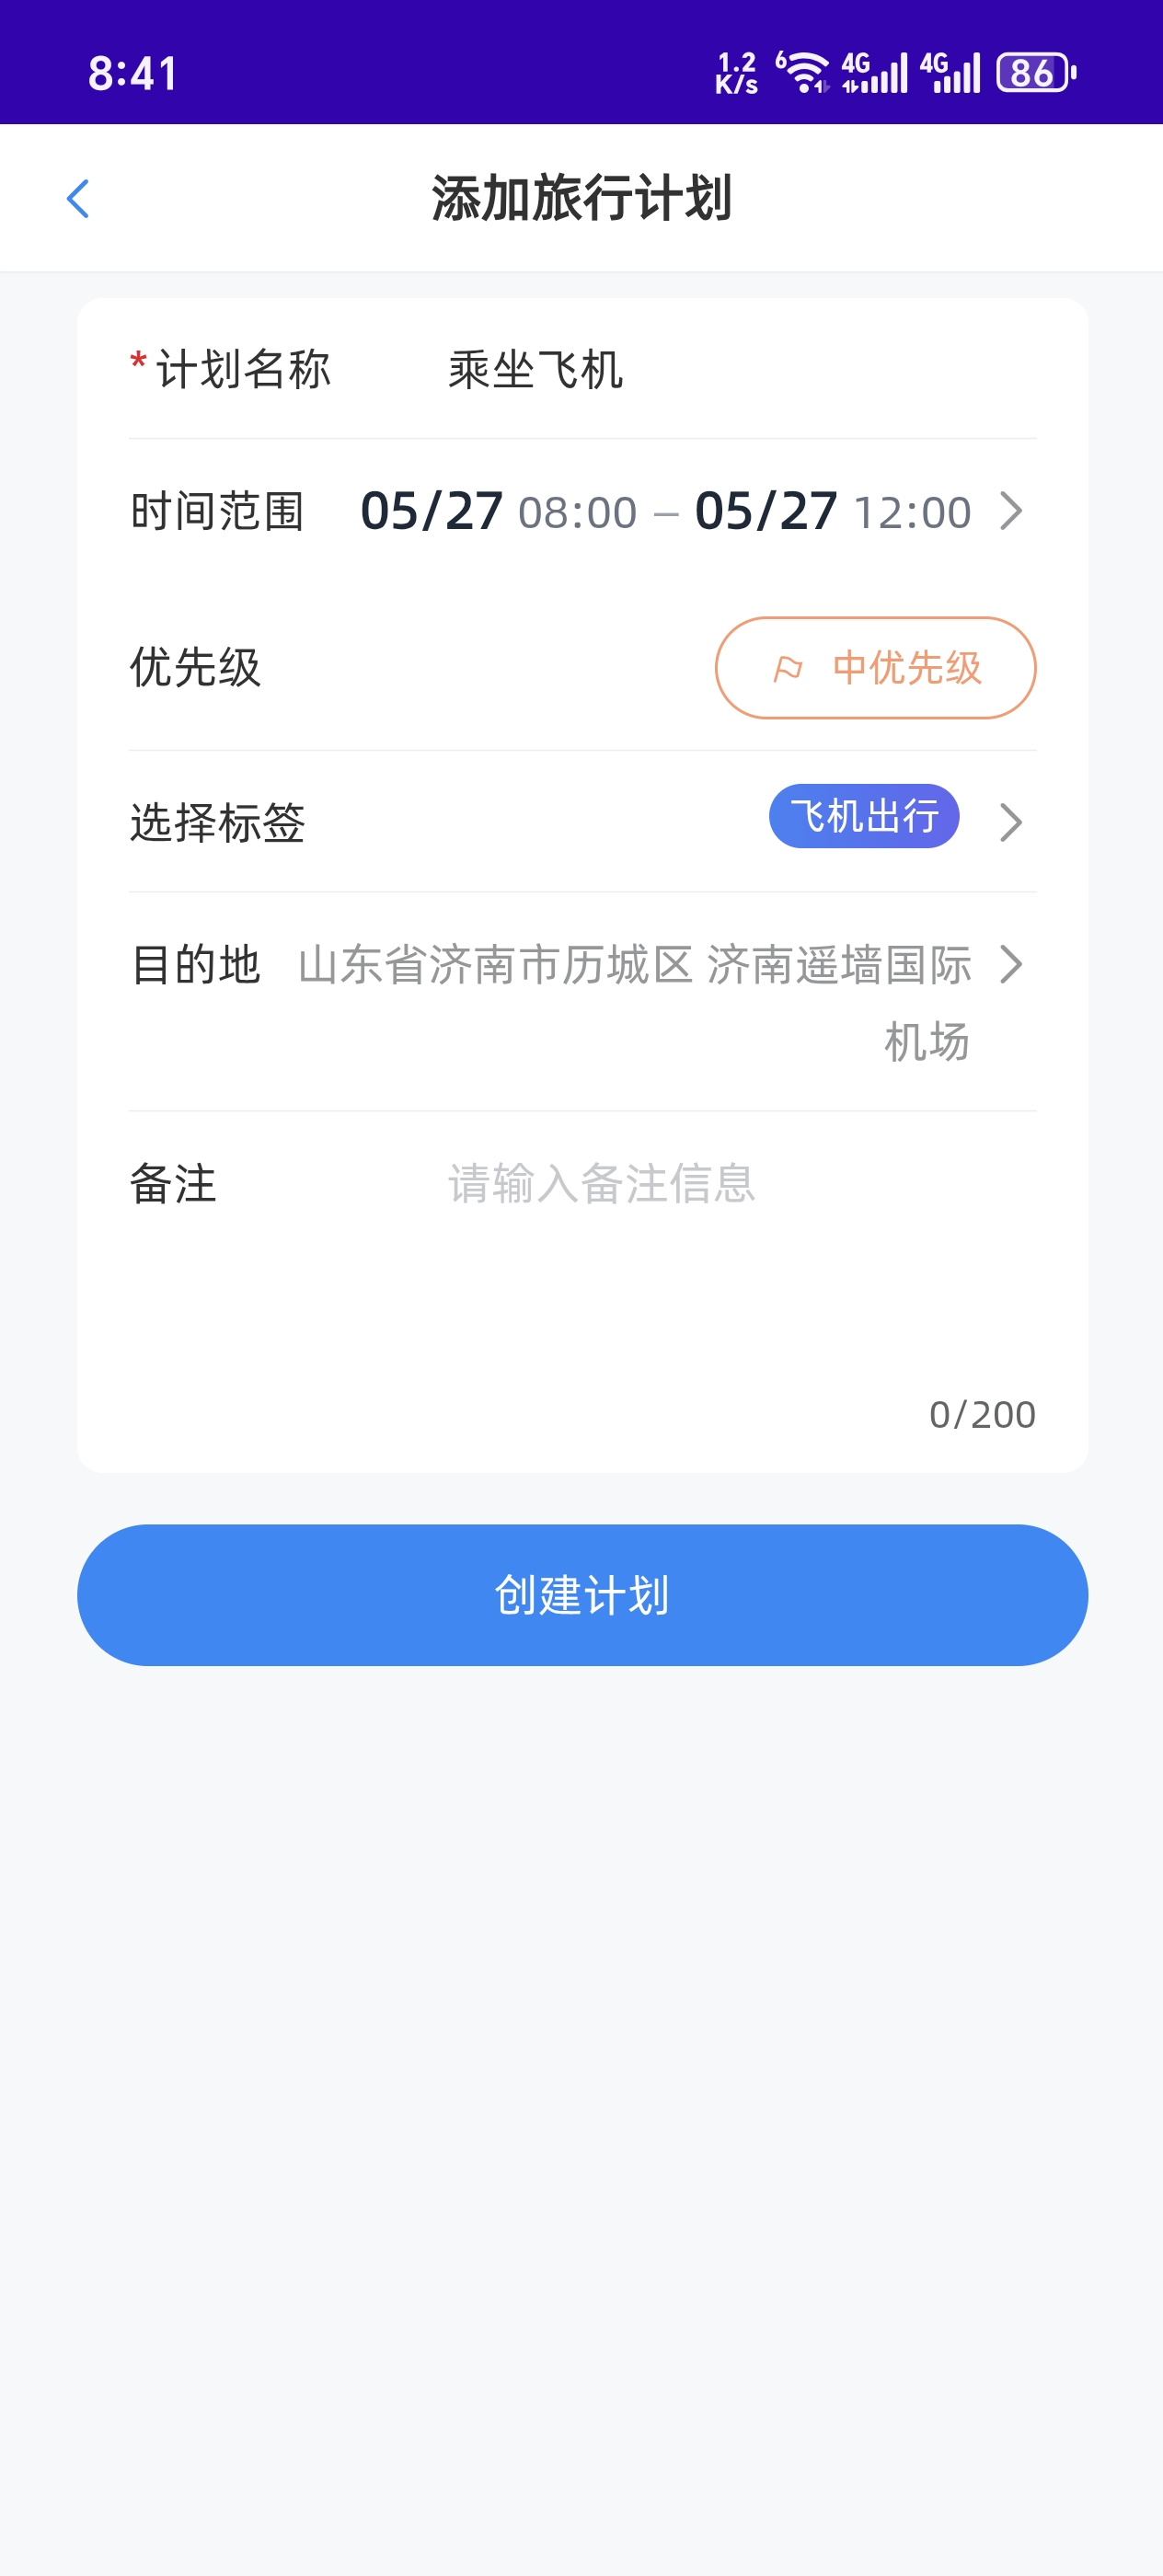 8:41 1.2 K/s 6 4G 4G 86
添加旅行计划
* 计划名称 乘坐飞机
时间范围 05/27 08:00 – 05/27 12:00
优先级 中优先级
选择标签 飞机出行
目的地 山东省济南市历城区 济南遥墙国际
机场
备注 请输入备注信息
0/200
创建计划